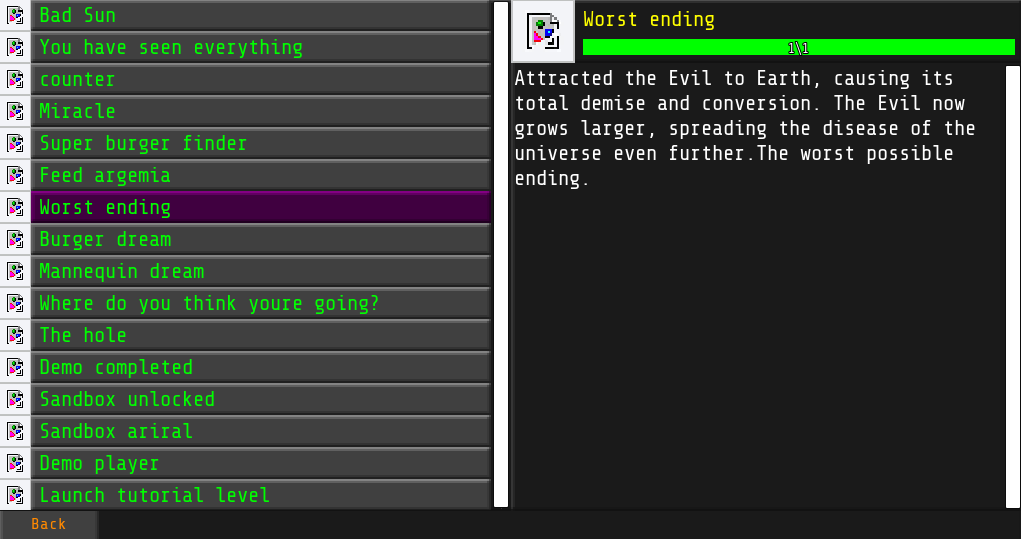 Bad Sun
You have seen everything
counter
Miracle
Super burger finder
Feed argemia
Worst ending
Burger dream
Mannequin dream
Where do you think youre going?
The hole
Demo completed
Sandbox unlocked
Sandbox ariral
Demo player
Launch tutorial level
Back
Worst ending
1\1
Attracted the Evil to Earth, causing its
total demise and conversion. The Evil now
grows larger, spreading the disease of the
universe even further.The worst possible
ending.